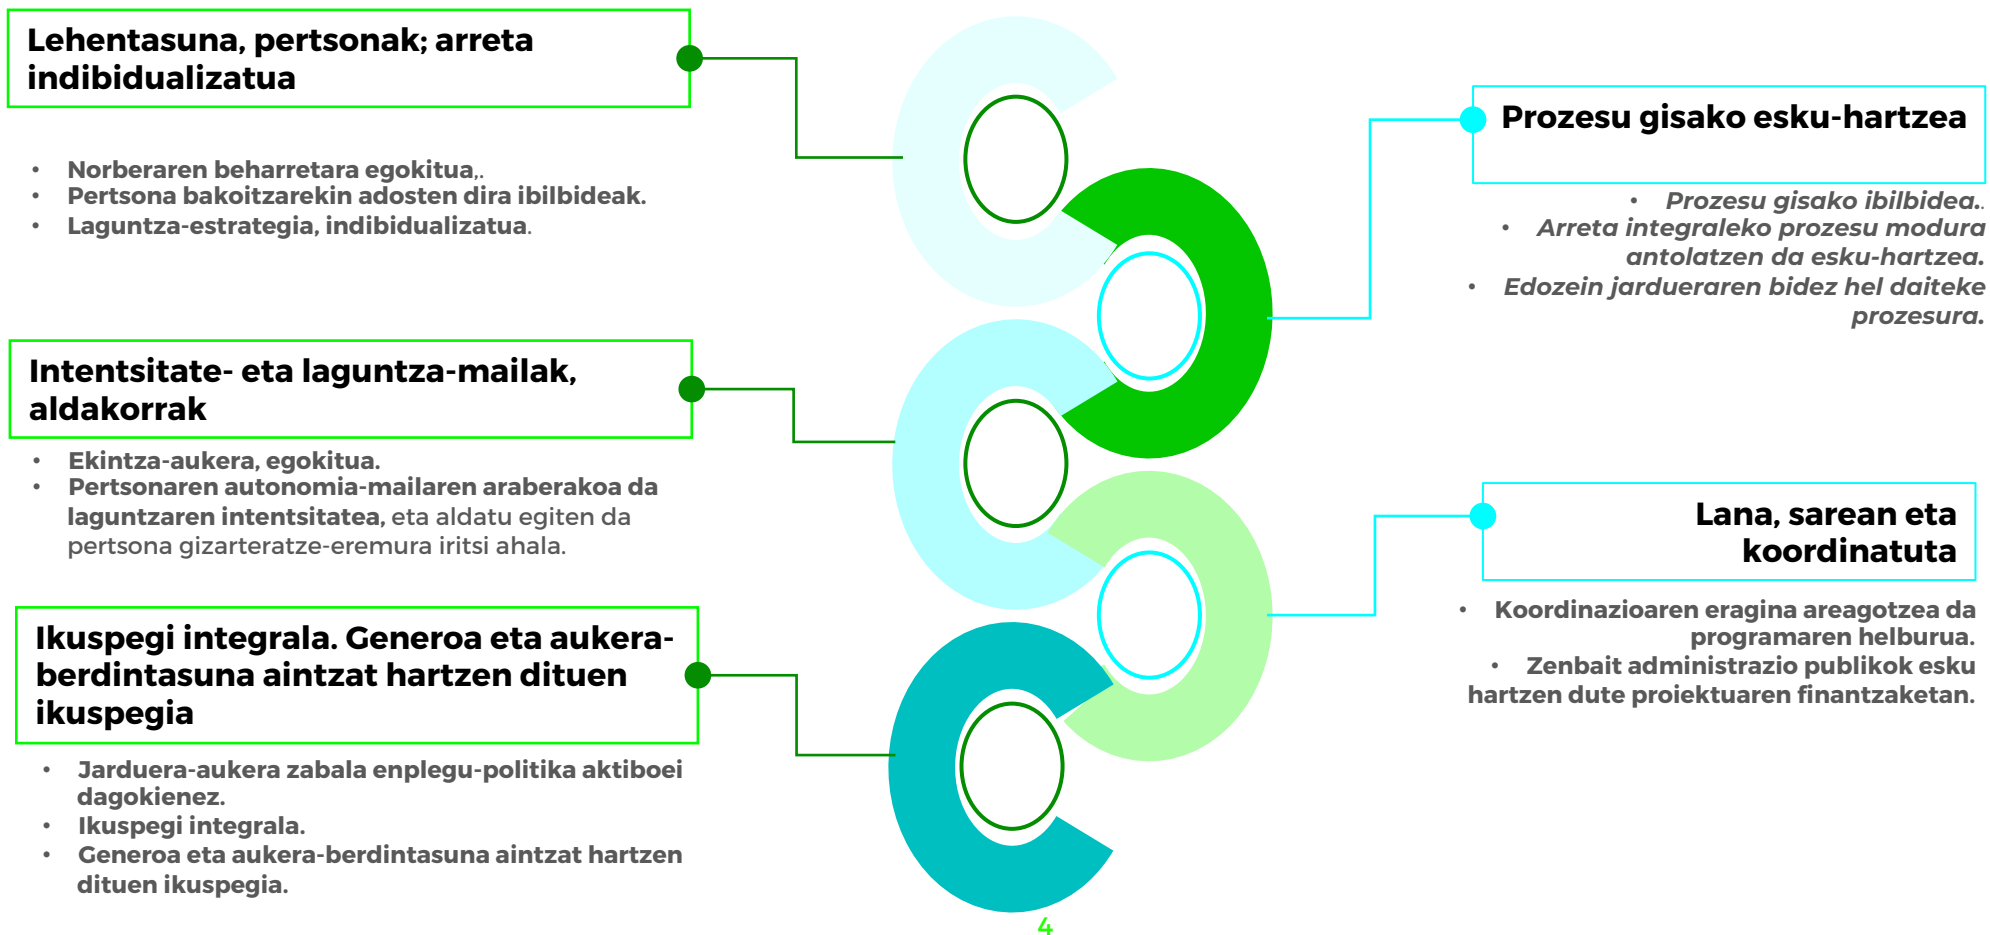 Lehentasuna, pertsonak; arreta
indibidualizatua
• Norberaren beharretara egokitua,.
• Pertsona bakoitzarekin adosten dira ibilbideak.
• Laguntza-estrategia, indibidualizatua.
Prozesu gisako esku-hartzea
• Prozesu gisako ibilbidea..
• Arreta integraleko prozesu modura
antolatzen da esku-hartzea.
• Edozein jardueraren bidez hel daiteke
prozesura.
Intentsitate- eta laguntza-mailak,
aldakorrak
• Ekintza-aukera, egokitua.
• Pertsonaren autonomia-mailaren araberakoa da
laguntzaren intentsitatea, eta aldatu egiten da
pertsona gizarteratze-eremura iritsi ahala.
Lana, sarean eta
koordinatuta
• Koordinazioaren eragina areagotzea da
programaren helburua.
• Zenbait administrazio publikok esku
hartzen dute proiektuaren finantzaketan.
Ikuspegi integrala. Generoa eta aukera-
berdintasuna aintzat hartzen dituen
ikuspegia
• Jarduera-aukera zabala enplegu-politika aktiboei
dagokienez.
• Ikuspegi integrala.
• Generoa eta aukera-berdintasuna aintzat hartzen
dituen ikuspegia.
4